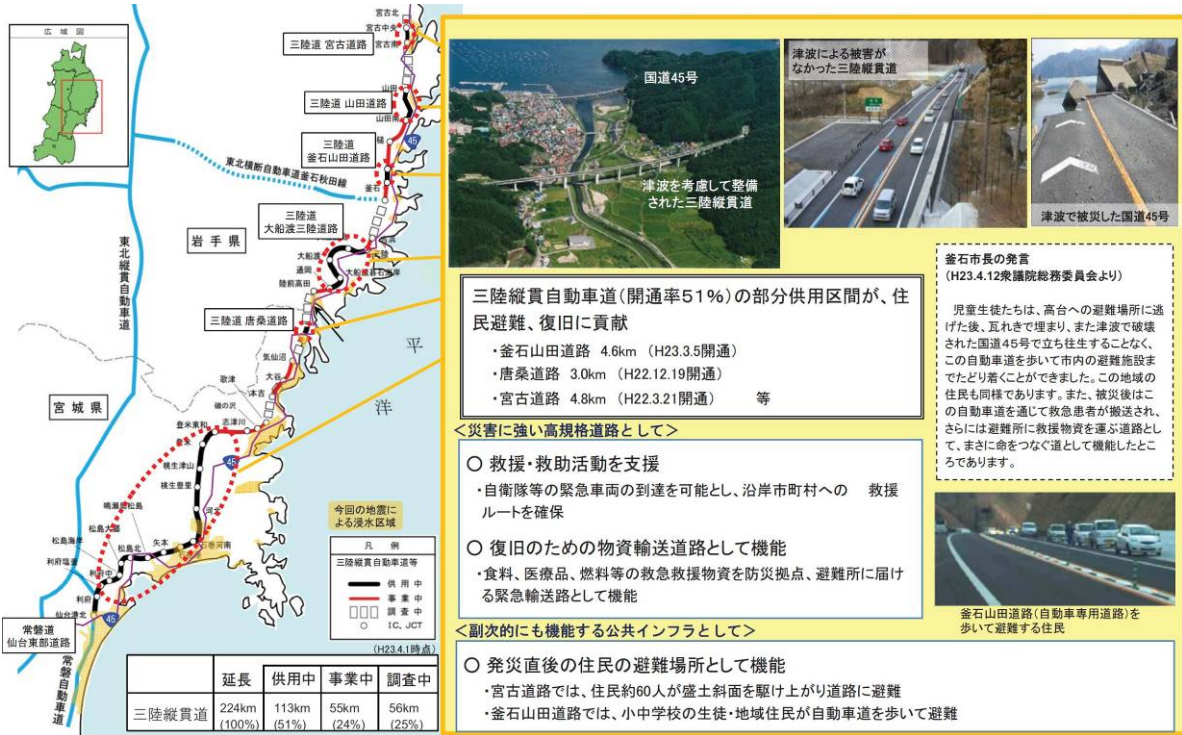 広域図
宮古北
宮古中央
三陸道 宮古道路
宮古南
山田
三陸道 山田道路
山田南
45
三陸道
釜石山田道路
東北横断自動車道釜石秋田線
釜石
三陸道
大船渡三陸道路
岩手県
三陸
大船渡
通岡
大船渡碁石海岸
陸前高田
東北縦貫自動車道
三陸道 唐桑道路
平
洋
気仙沼
大谷
歌津
本吉
磯の沢
宮城県
志津川
登米東和
登米
45
桃生津山
桃生豊里
鳴瀬奥松島
河北
松島大郷
松島海岸
松島北
矢本
石巻河南
利府塩釜
利府中
利府
仙台港北
45
常磐道
仙台東部道路
常磐自動車道
今回の地震に
よる浸水区域
凡 例
三陸縦貫自動車道等
供用中
事業中
調査中
IC、JCT
(H23.4.1時点)
延長 供用中 事業中 調査中
三陸縦貫道 224km 113km 55km 56km
(100%) (51%) (24%) (25%)
国道45号
津波を考慮して整備
された三陸縦貫道
津波による被害が
なかった三陸縦貫道
津波で被災した国道45号
三陸縦貫自動車道(開通率51%)の部分供用区間が、住
民避難、復旧に貢献
・釜石山田道路 4.6km (H23.3.5開通)
・唐桑道路 3.0km (H22.12.19開通)
・宮古道路 4.8km (H22.3.21開通) 等
釜石市長の発言
(H23.4.12衆議院総務委員会より)
児童生徒たちは、高台への避難場所に逃
げた後、瓦れきで埋まり、また津波で破壊
された国道45号で立ち往生することなく、
この自動車道を歩いて市内の避難施設ま
でたどり着くことができました。この地域の
住民も同様であります。また、被災後はこ
の自動車道を通じて救急患者が搬送され、
さらには避難所に救援物資を運ぶ道路とし
て、まさに命をつなぐ道として機能したとこ
ろであります。
<災害に強い高規格道路として>
○ 救援・救助活動を支援
・自衛隊等の緊急車両の到達を可能とし、沿岸市町村への 救援
ルートを確保
○ 復旧のための物資輸送道路として機能
・食料、医療品、燃料等の救急救援物資を防災拠点、避難所に届け
る緊急輸送路として機能
釜石山田道路(自動車専用道路)を
歩いて避難する住民
<副次的にも機能する公共インフラとして>
○ 発災直後の住民の避難場所として機能
・宮古道路では、住民約60人が盛土斜面を駆け上がり道路に避難
・釜石山田道路では、小中学校の生徒・地域住民が自動車道を歩いて避難